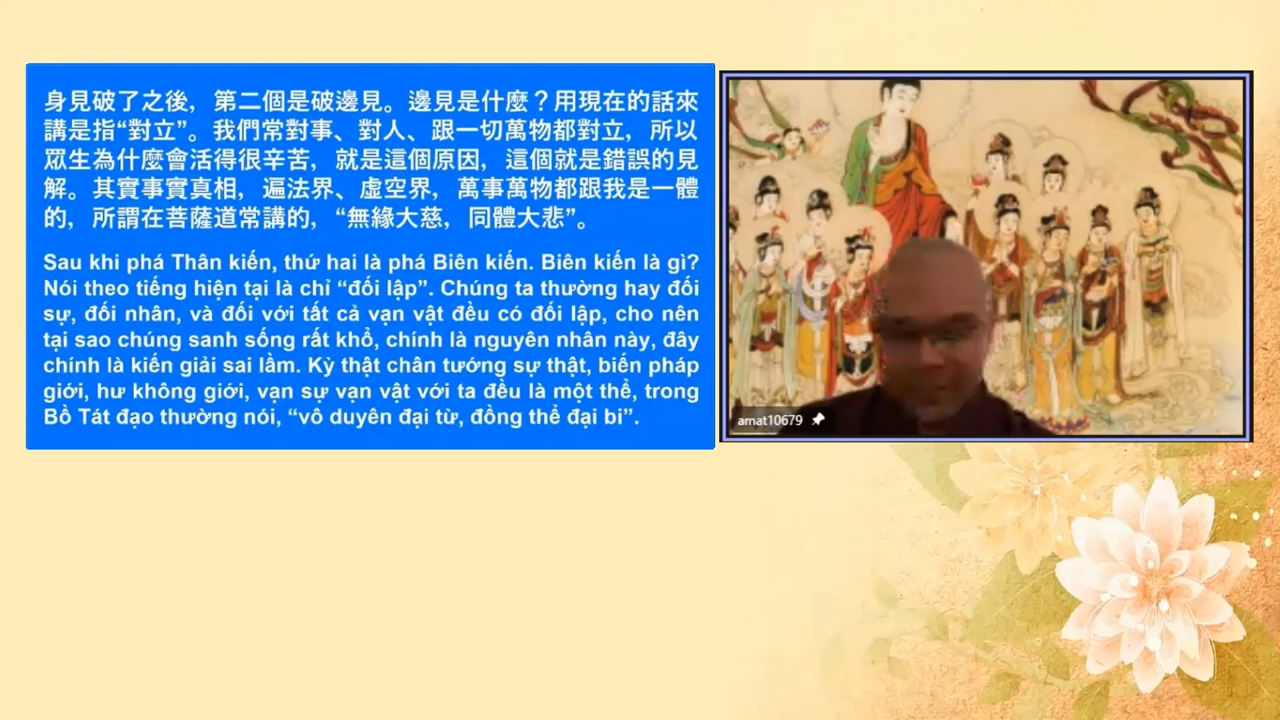 身見破了之後，第二個是破邊見。邊見是什麼？用現在的話來
講是指“對立”。我們常對事、對人、跟一切萬物都對立，所以
眾生為什麼會活得很辛苦，就是這個原因，這個就是錯誤的見
解。其實事實真相，遍法界、虛空界，萬事萬物都跟我是一體
的，所謂在菩薩道常講的，“無緣大慈，同體大悲”。
Sau khi phá Thân kiến, thứ hai là phá Biên kiến. Biên kiến là gì?
Nói theo tiếng hiện tại là chỉ “đối lập”. Chúng ta thường hay đối
sự, đối nhân, và đối với tất cả vạn vật đều có đối lập, cho nên
tại sao chúng sanh sống rất khổ, chính là nguyên nhân này, đây
chính là kiến giải sai lầm. Kỳ thật chân tướng sự thật, biến pháp
giới, hư không giới, vạn sự vạn vật với ta đều là một thể, trong
Bồ Tát đạo thường nói, “vô duyên đại từ, đồng thể đại bi”.
amat10679